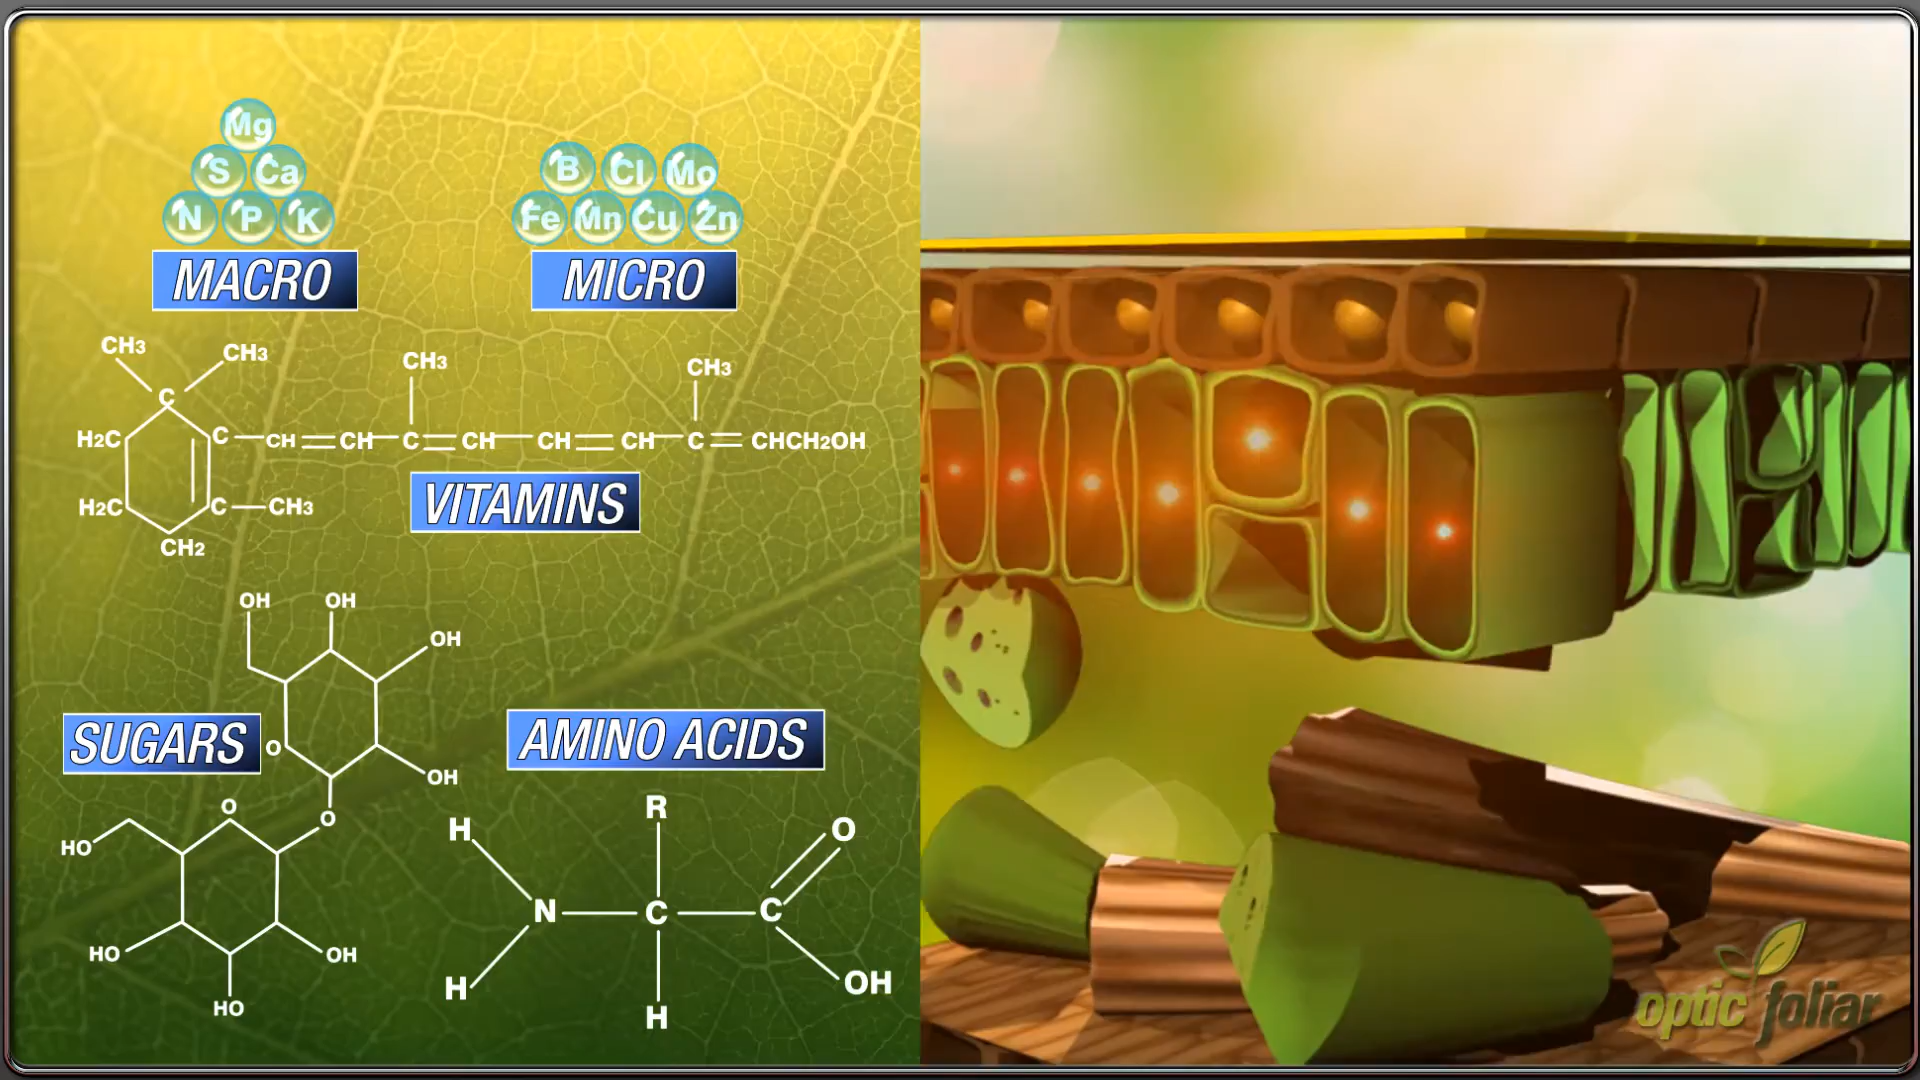 Mg
S Ca
N P K
MACRO
B Cl Mo
Fe Mn Cu Zn
MICRO
CH3 CH3 CH3 CH3
C
H2C C CH CH C CH CH CH C CHCH2OH
H2C C CH3
CH2
VITAMINS
OH OH
OH
SUGARS
O
OH
O
O
HO
HO OH
HO
AMINO ACIDS
R
H O
N C C
H OH
H
optic foliar